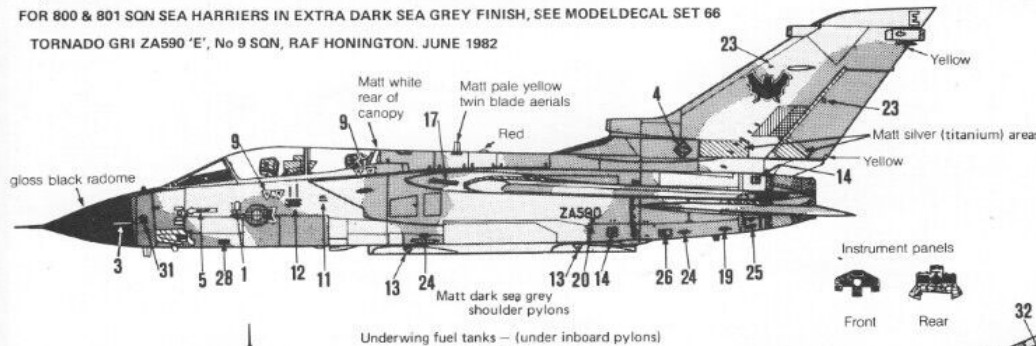 FOR 800 & 801 SQN SEA HARRIERS IN EXTRA DARK SEA GREY FINISH, SEE MODELDECAL SET 66
TORNADO GRI ZA590 'E', No 9 SQN, RAF HONINGTON. JUNE 1982
23
Yellow
Matt white
rear of
canopy
Matt pale yellow
twin blade aerials
4
23
9
9
17
Red
Matt silver (titanium) areas
Yellow
gloss black radome
14
ZA590
3
31
5
28
1
12
11
13
24
13
20
14
26
24
19
25
Matt dark sea grey
shoulder pylons
Instrument panels
Front
Rear
32
Underwing fuel tanks — (under inboard pylons)